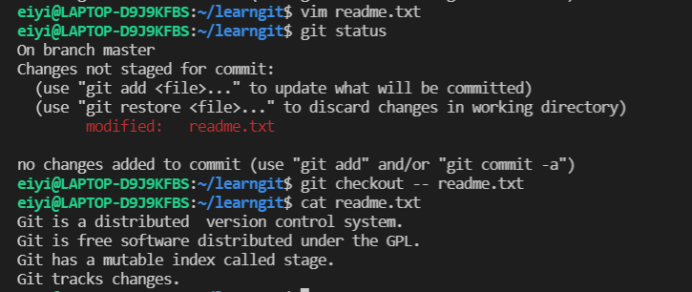 eiyi@LAPTOP-D9J9KFBS:~/learngit$ vim readme.txt
eiyi@LAPTOP-D9J9KFBS:~/learngit$ git status
On branch master
Changes not staged for commit:
  (use "git add <file>..." to update what will be committed)
  (use "git restore <file>..." to discard changes in working directory)
        modified:   readme.txt

no changes added to commit (use "git add" and/or "git commit -a")
eiyi@LAPTOP-D9J9KFBS:~/learngit$ git checkout -- readme.txt
eiyi@LAPTOP-D9J9KFBS:~/learngit$ cat readme.txt
Git is a distributed  version control system.
Git is free software distributed under the GPL.
Git has a mutable index called stage.
Git tracks changes.